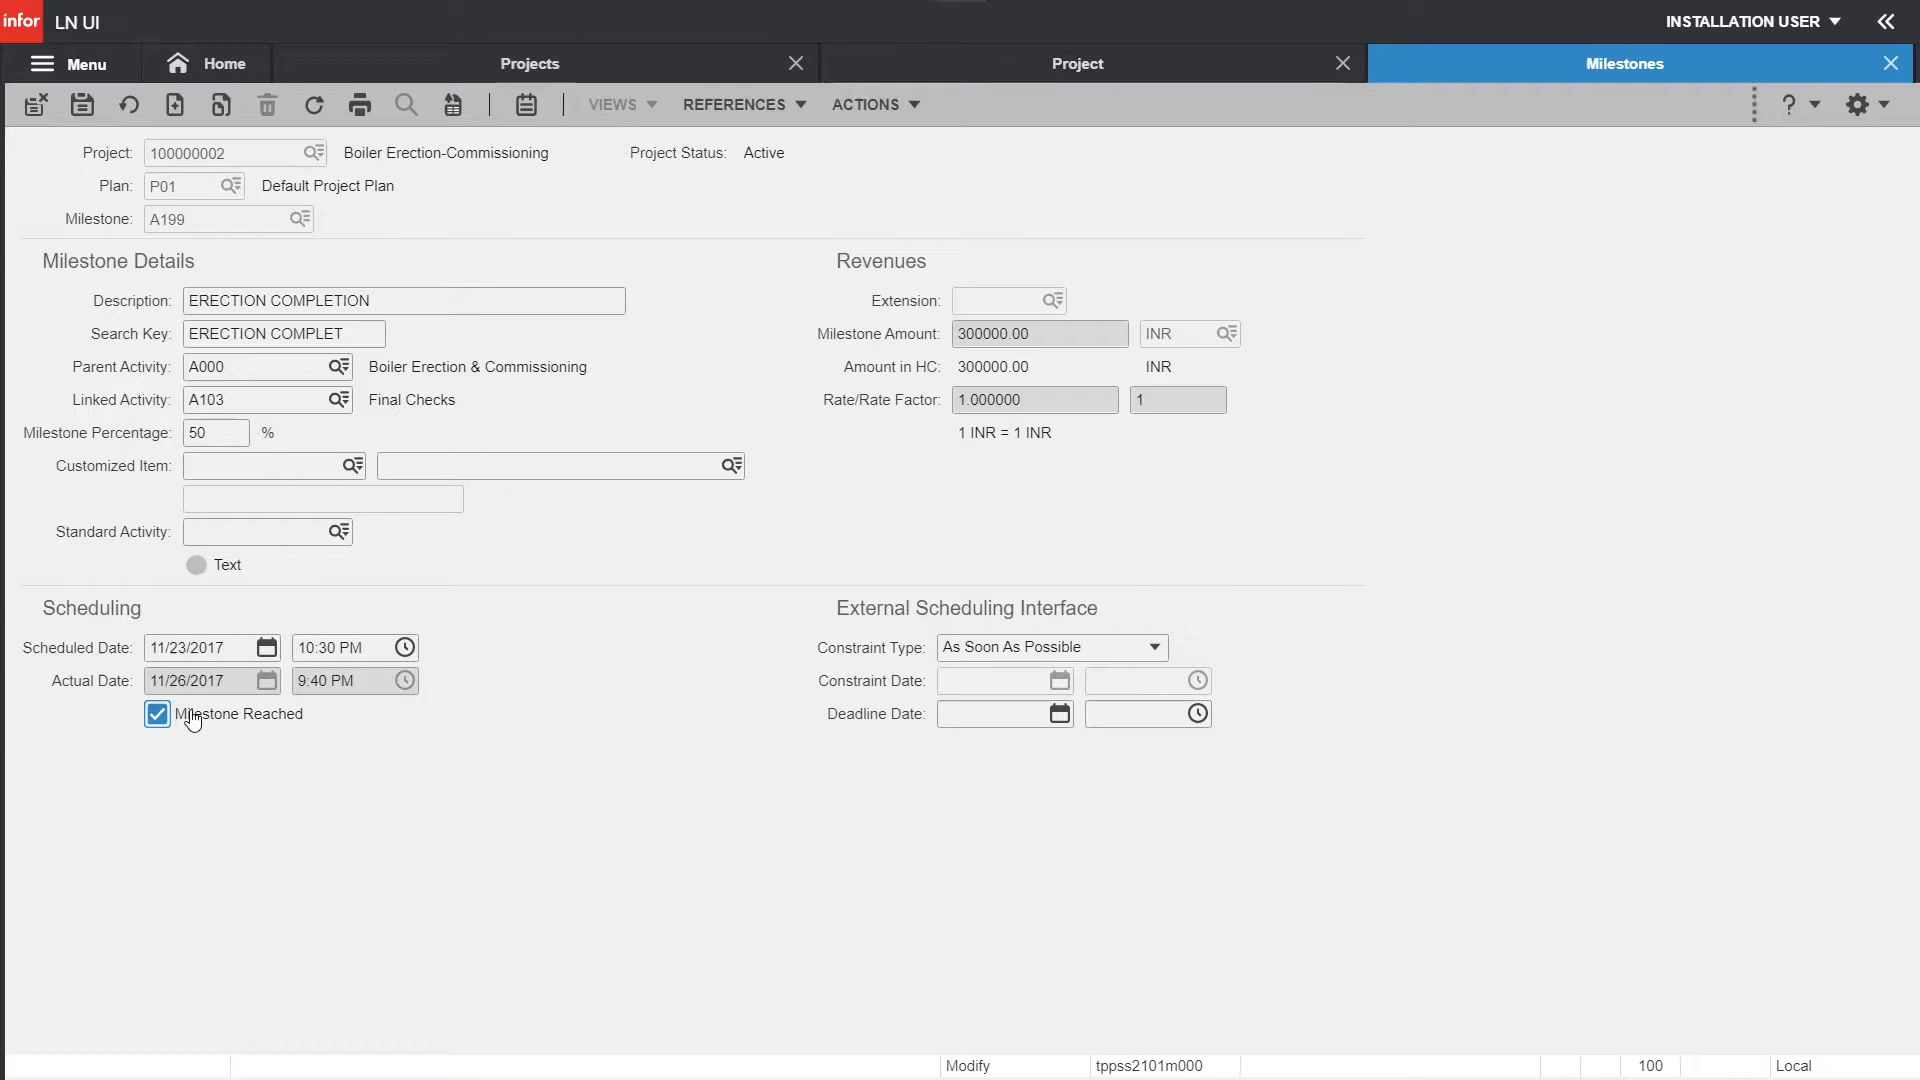 infor LN UI INSTALLATION USER
Menu Home Projects Project Milestones
VIEWS REFERENCES ACTIONS ?
Project: 100000002 Boiler Erection-Commissioning Project Status: Active
Plan: P01 Default Project Plan
Milestone: A199
Milestone Details
Description: ERECTION COMPLETION
Search Key: ERECTION COMPLET
Parent Activity: A000 Boiler Erection & Commissioning
Linked Activity: A103 Final Checks
Milestone Percentage: 50 %
Customized Item:
Standard Activity:
Text
Revenues
Extension:
Milestone Amount: 300000.00 INR
Amount in HC: 300000.00 INR
Rate/Rate Factor: 1.000000 1
1 INR = 1 INR
Scheduling
Scheduled Date: 11/23/2017 10:30 PM
Actual Date: 11/26/2017 9:40 PM
Milestone Reached
External Scheduling Interface
Constraint Type: As Soon As Possible
Constraint Date:
Deadline Date:
Modify tppss2101m000 100 Local